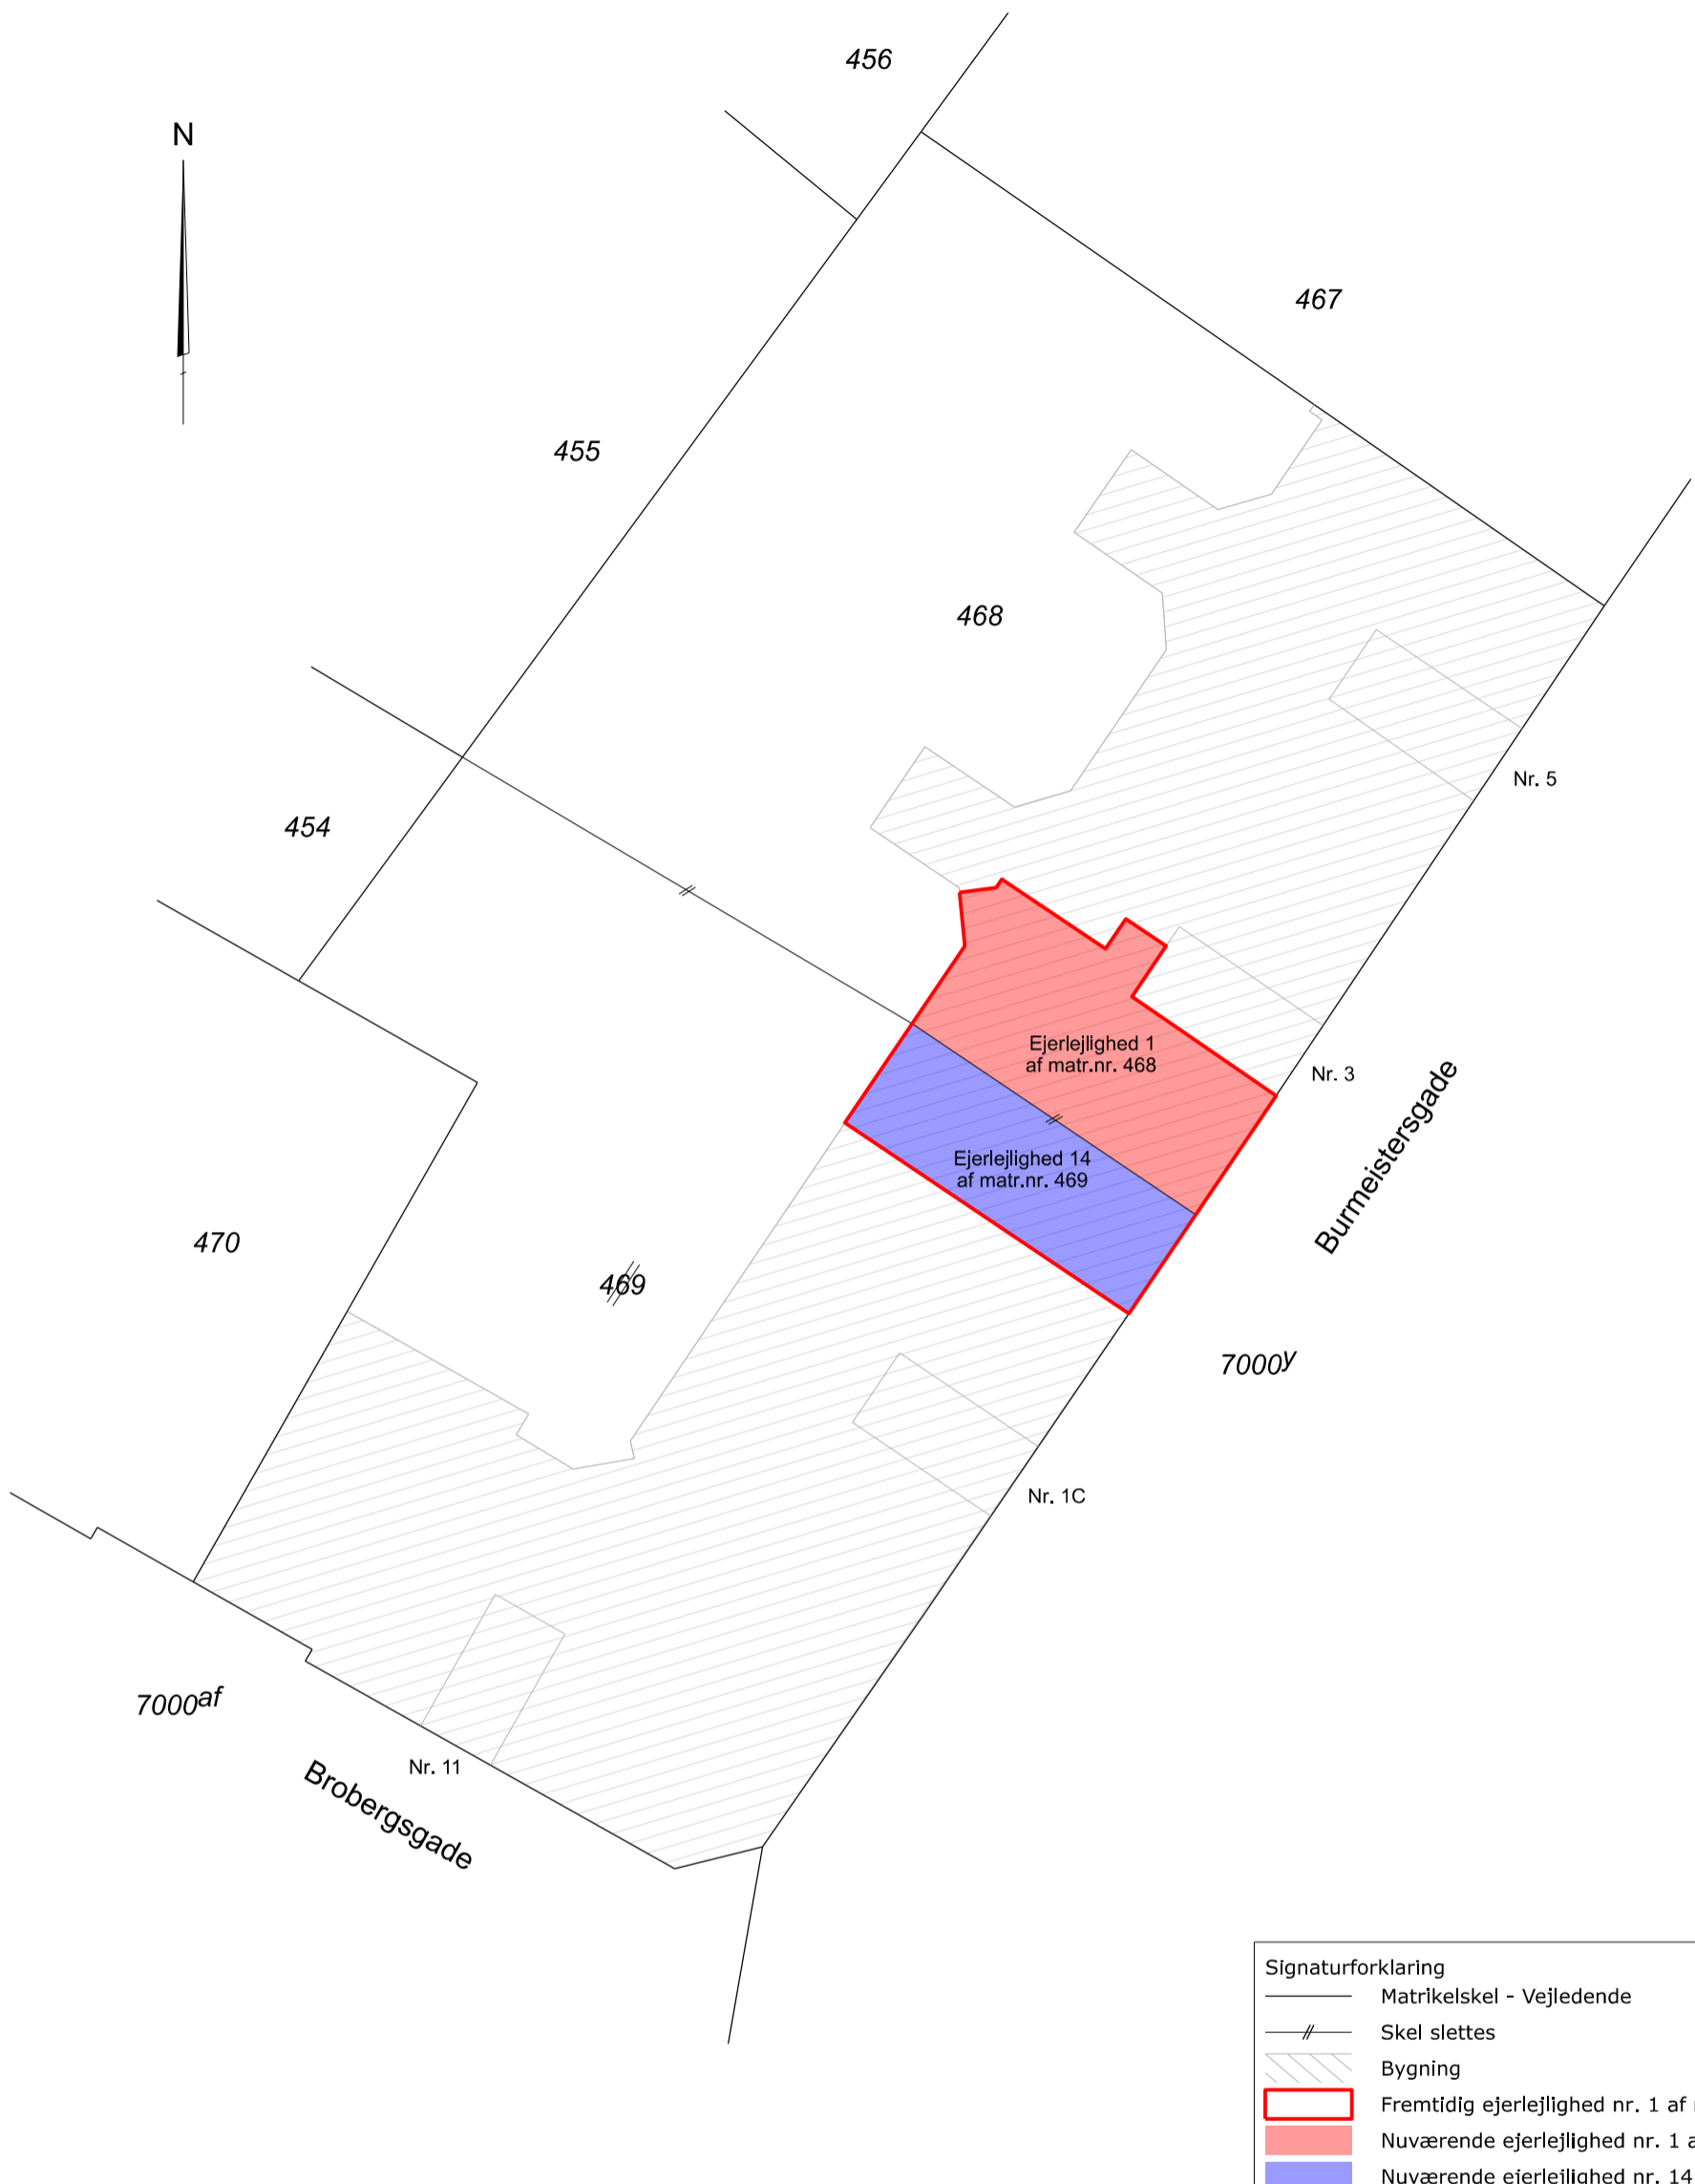 456
N
467
455
468
Nr. 5
454
Ejerlejlighed 1
af matr.nr. 468
Nr. 3
Burmeistersgade
Ejerlejlighed 14
af matr.nr. 469
470
469
7000y
Nr. 1C
7000af
Nr. 11
Brobergsgade
Signaturforklaring
Matrikelskel - Vejledende
Skel slettes
Bygning
Fremtidig ejerlejlighed nr. 1 af
Nuværende ejerlejlighed nr. 1
Nuværende ejerlejlighed nr. 14